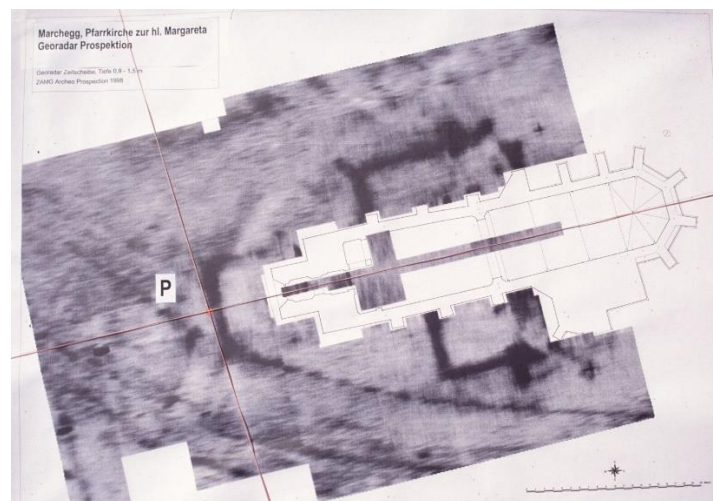 Marchegg, Pfarrkirche zur hl. Margareta
Georadar Prospektion
Georadar Zeitscheibe, Tiefe 0.8 - 1.5 m
ZAMG Archeo Prospection 1998
P